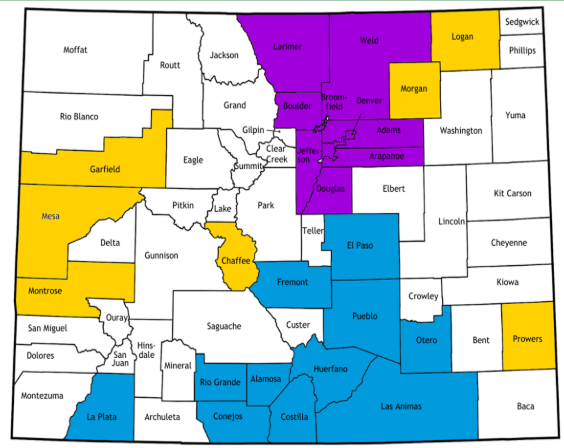 Moffat
Routt
Jackson
Larimer
Weld
Logan
Sedgwick
Phillips
Rio Blanco
Grand
Boulder
Broom-
field
Denver
Morgan
Washington
Yuma
Gilpin
Adams
Garfield
Eagle
Summit
Clear
Creek
Jeffer-
son
Arapahoe
Mesa
Pitkin
Lake
Park
Douglas
Elbert
Kit Carson
Delta
Gunnison
Chaffee
Teller
El Paso
Lincoln
Cheyenne
Montrose
Fremont
Crowley
Kiowa
Ouray
Saguache
Custer
Pueblo
Otero
Bent
Prowers
San Miguel
Dolores
San
Juan
Hins-
dale
Mineral
Rio Grande
Alamosa
Huerfano
Montezuma
La Plata
Archuleta
Conejos
Costilla
Las Animas
Baca